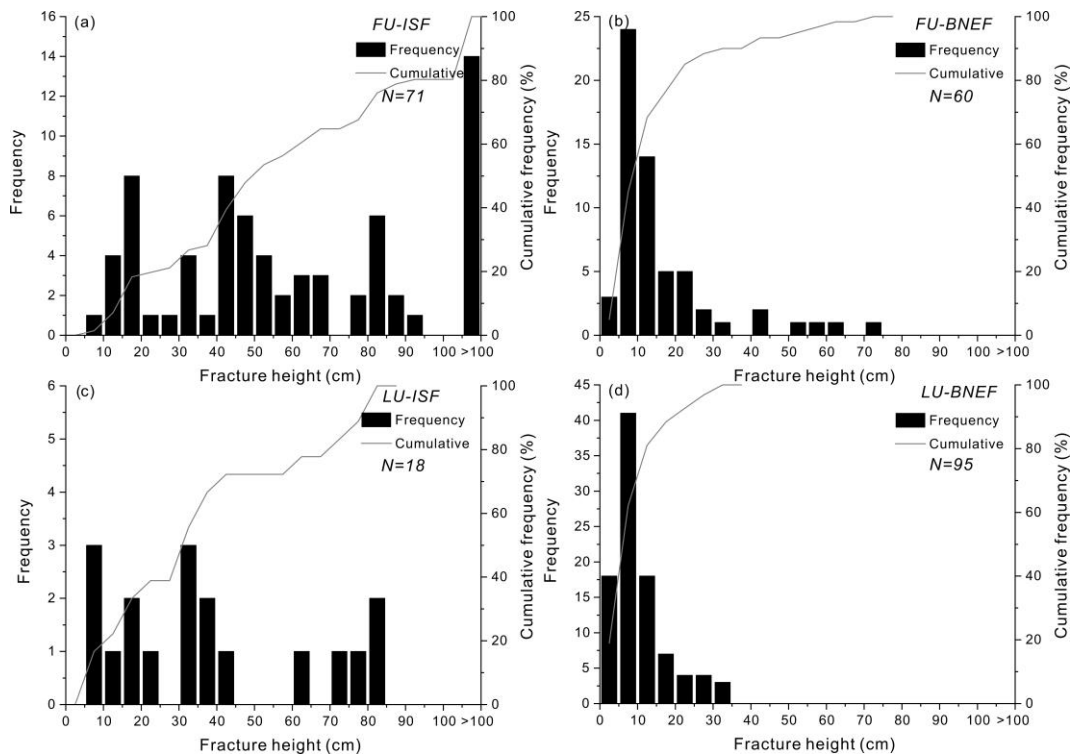 (a)
FU-ISF
Frequency
Cumulative
N=71
16
14
12
10
8
6
4
2
0
Frequency
100
80
60
40
20
0
Cumulative frequency (%)
0 10 20 30 40 50 60 70 80 90 100 >100
Fracture height (cm)
(b)
FU-BNEF
Frequency
Cumulative
N=60
25
20
15
10
5
0
Frequency
100
80
60
40
20
0
Cumulative frequency (%)
0 10 20 30 40 50 60 70 80 90 100 >100
Fracture height (cm)
(c)
LU-ISF
Frequency
Cumulative
N=18
6
5
4
3
2
1
0
Frequency
100
80
60
40
20
0
Cumulative frequency (%)
0 10 20 30 40 50 60 70 80 90 100 >100
Fracture height (cm)
(d)
LU-BNEF
Frequency
Cumulative
N=95
45
40
35
30
25
20
15
10
5
0
Frequency
100
80
60
40
20
0
Cumulative frequency (%)
0 10 20 30 40 50 60 70 80 90 100 >100
Fracture height (cm)